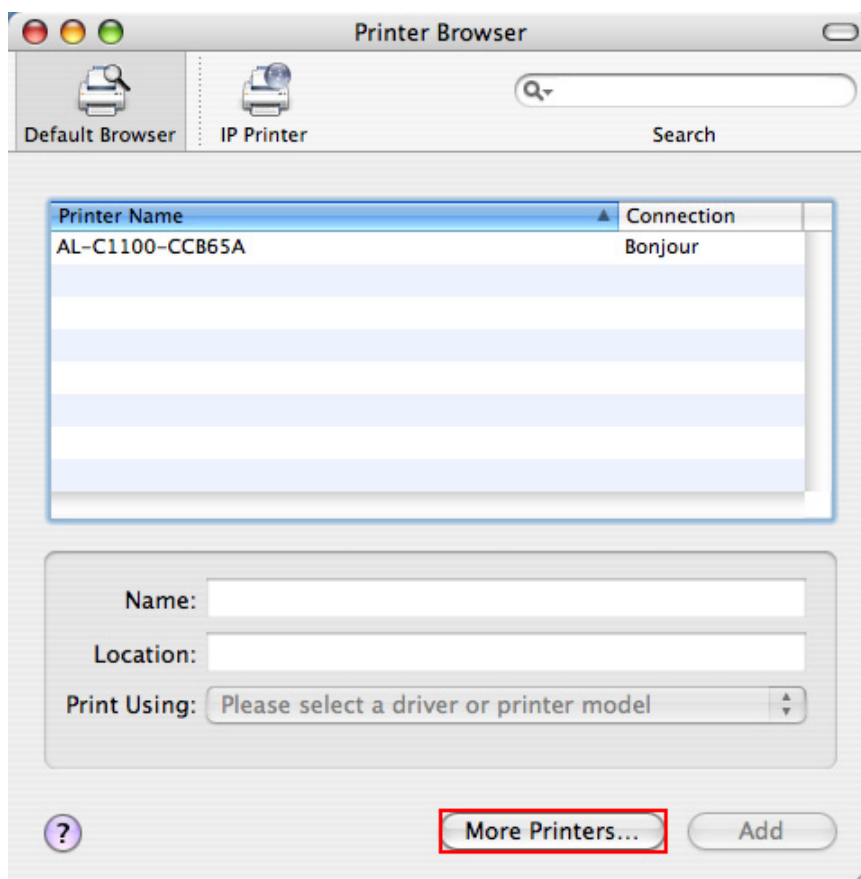 Printer Browser
Default Browser
IP Printer
Search
Printer Name Connection
AL-C1100-CCB65A Bonjour
Name:
Location:
Print Using: Please select a driver or printer model
? More Printers... Add